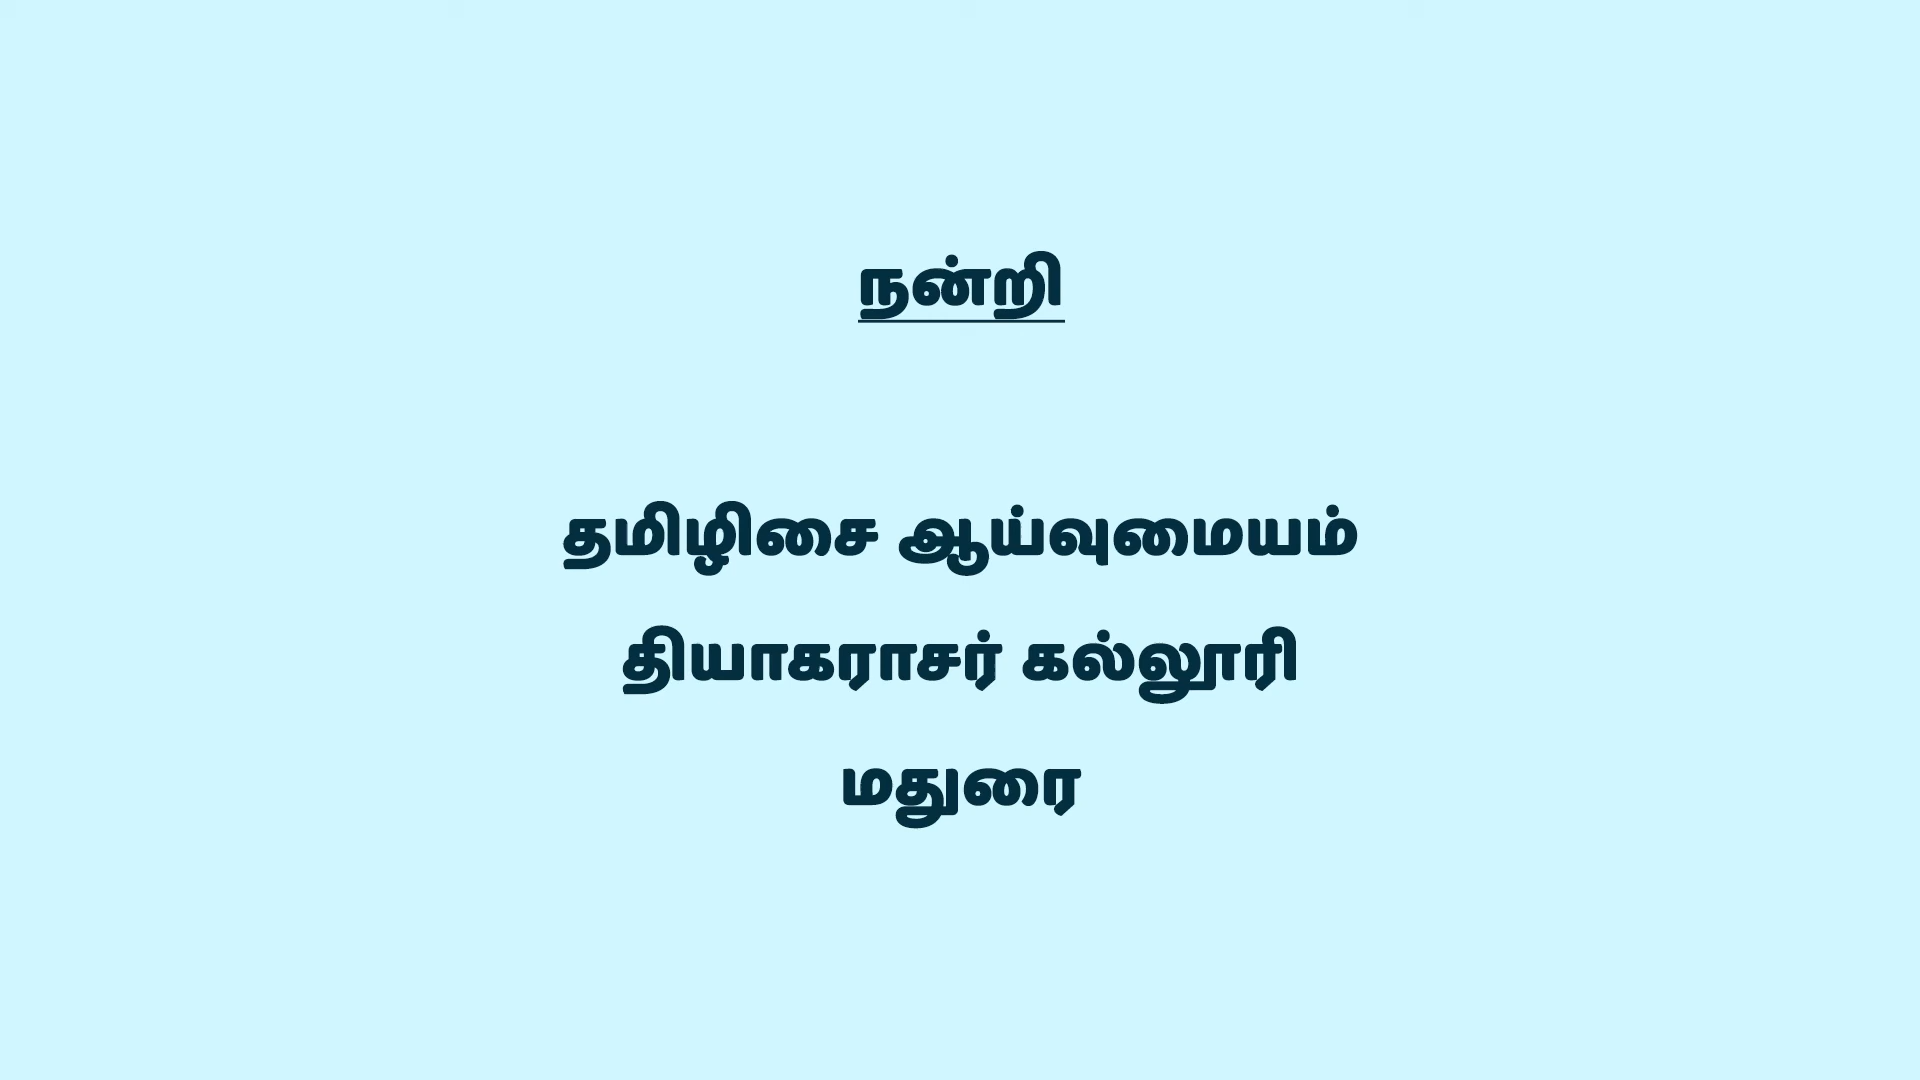 நன்றி
தமிழிசை ஆய்வுமையம்
தியாகராசர் கல்லூரி
மதுரை